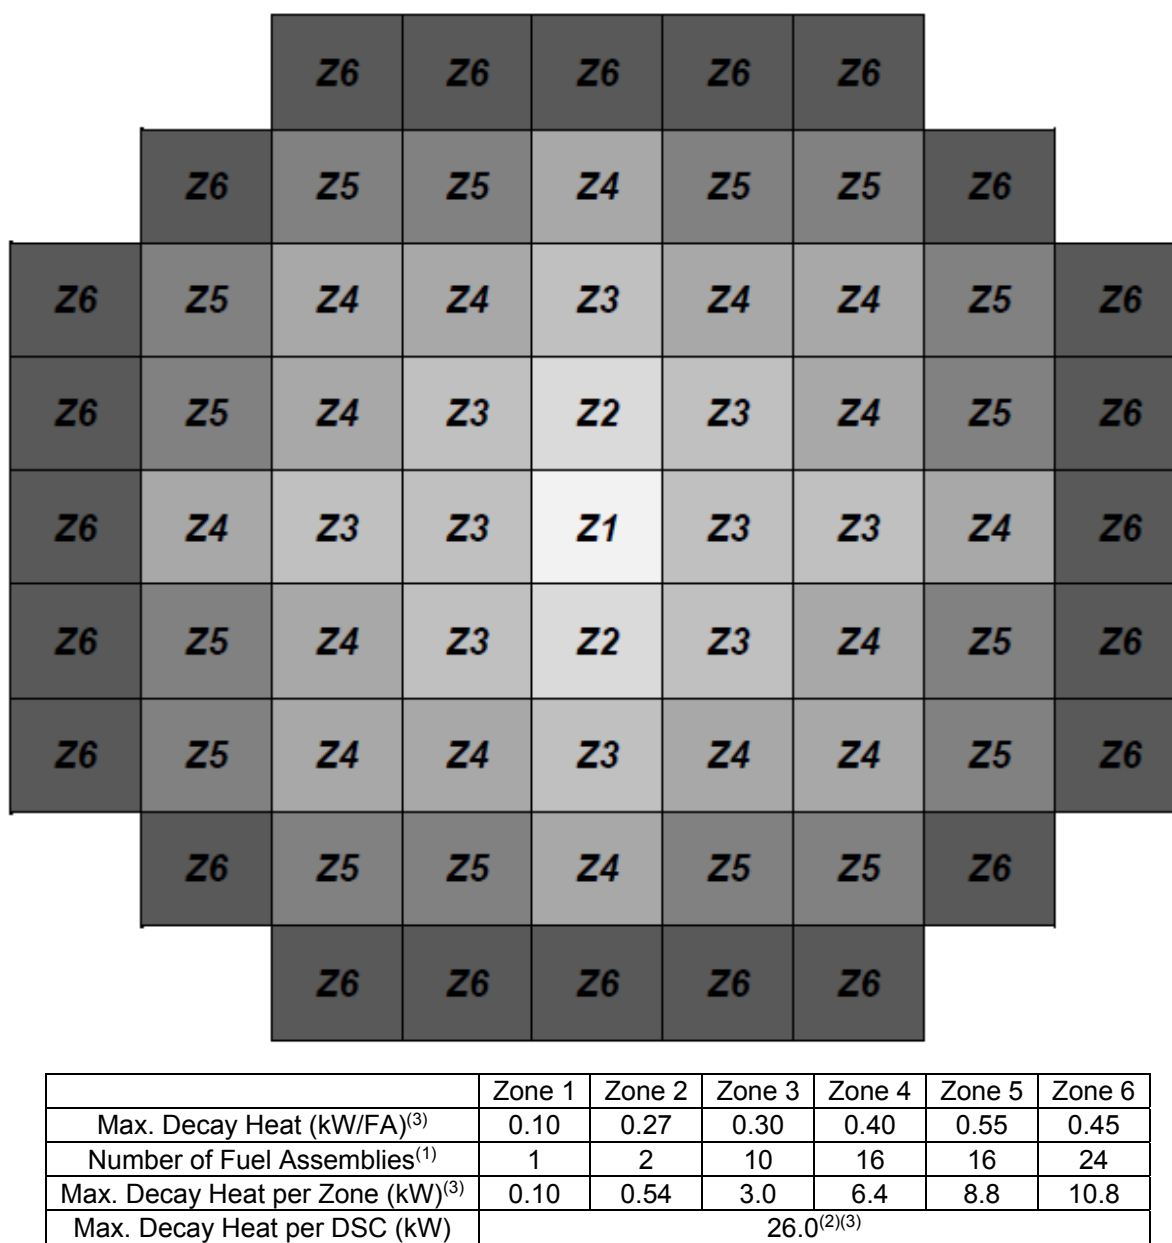 Z6 Z6 Z6 Z6 Z6
Z6 Z5 Z5 Z4 Z5 Z5 Z6
Z6 Z5 Z4 Z4 Z3 Z4 Z4 Z5 Z6
Z6 Z5 Z4 Z3 Z2 Z3 Z4 Z5 Z6
Z6 Z4 Z3 Z3 Z1 Z3 Z3 Z4 Z6
Z6 Z5 Z4 Z3 Z2 Z3 Z4 Z5 Z6
Z6 Z5 Z4 Z4 Z3 Z4 Z4 Z5 Z6
Z6 Z5 Z5 Z4 Z5 Z5 Z6
Z6 Z6 Z6 Z6 Z6
Zone 1 Zone 2 Zone 3 Zone 4 Zone 5 Zone 6
Max. Decay Heat (kW/FA)(3) 0.10 0.27 0.30 0.40 0.55 0.45
Number of Fuel Assemblies(1) 1 2 10 16 16 24
Max. Decay Heat per Zone (kW)(3) 0.10 0.54 3.0 6.4 8.8 10.8
Max. Decay Heat per DSC (kW) 26.0(2)(3)